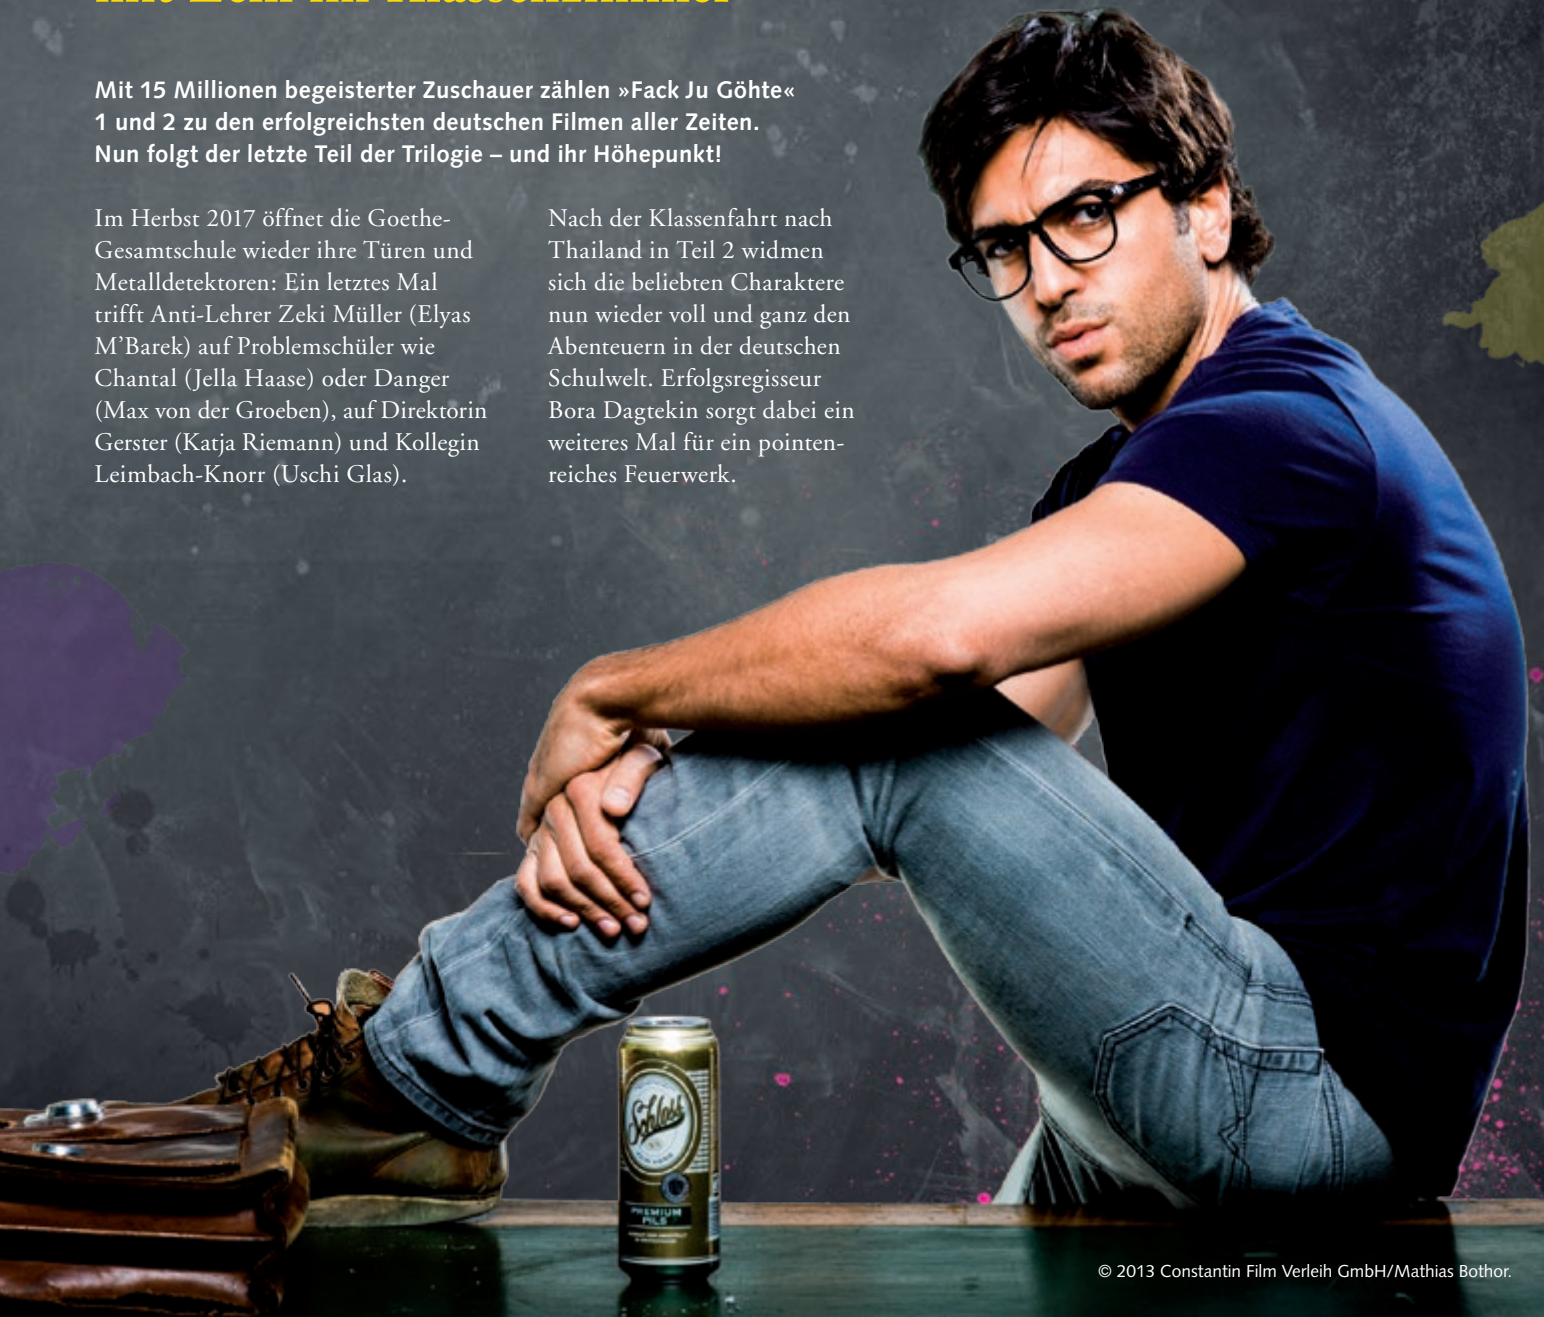 Mit 15 Millionen begeisterter Zuschauer zählen »Fack Ju Göhte«
1 und 2 zu den erfolgreichsten deutschen Filmen aller Zeiten.
Nun folgt der letzte Teil der Trilogie – und ihr Höhepunkt!
Im Herbst 2017 öffnet die Goethe-
Gesamtschule wieder ihre Türen und
Metalldetektoren: Ein letztes Mal
trifft Anti-Lehrer Zeki Müller (Elyas
M’Barek) auf Problemschüler wie
Chantal (Jella Haase) oder Danger
(Max von der Groeben), auf Direktorin
Gerster (Katja Riemann) und Kollegin
Leimbach-Knorr (Uschi Glas).
Nach der Klassenfahrt nach
Thailand in Teil 2 widmen
sich die beliebten Charaktere
nun wieder voll und ganz den
Abenteuern in der deutschen
Schulwelt. Erfolgsregisseur
Bora Dagtekin sorgt dabei ein
weiteres Mal für ein pointen-
reiches Feuerwerk.
Schloss
PREMIUM
PILS
© 2013 Constantin Film Verleih GmbH/Mathias Bothor.